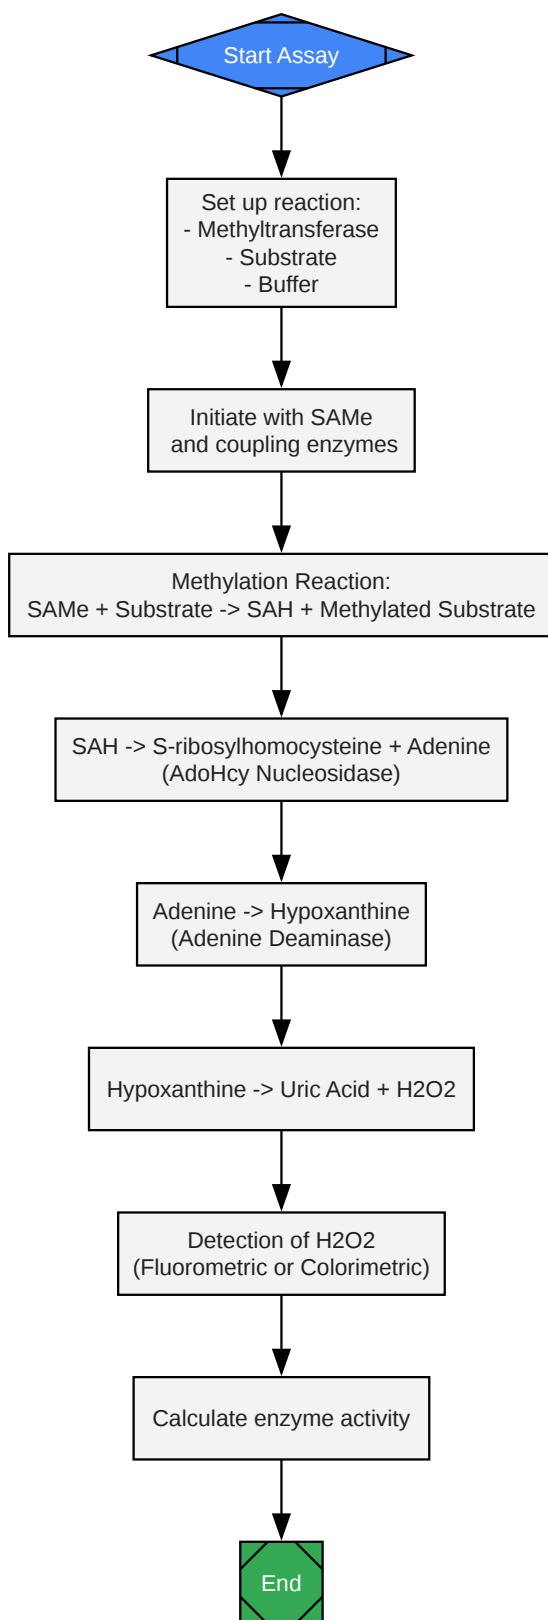 Start Assay
Set up reaction:
- Methyltransferase
- Substrate
- Buffer
Initiate with SAMe
and coupling enzymes
Methylation Reaction:
SAMe + Substrate -> SAH + Methylated Substrate
SAH -> S-ribosylhomocysteine + Adenine
(AdoHcy Nucleosidase)
Adenine -> Hypoxanthine
(Adenine Deaminase)
Hypoxanthine -> Uric Acid + H2O2
Detection of H2O2
(Fluorometric or Colorimetric)
Calculate enzyme activity
End